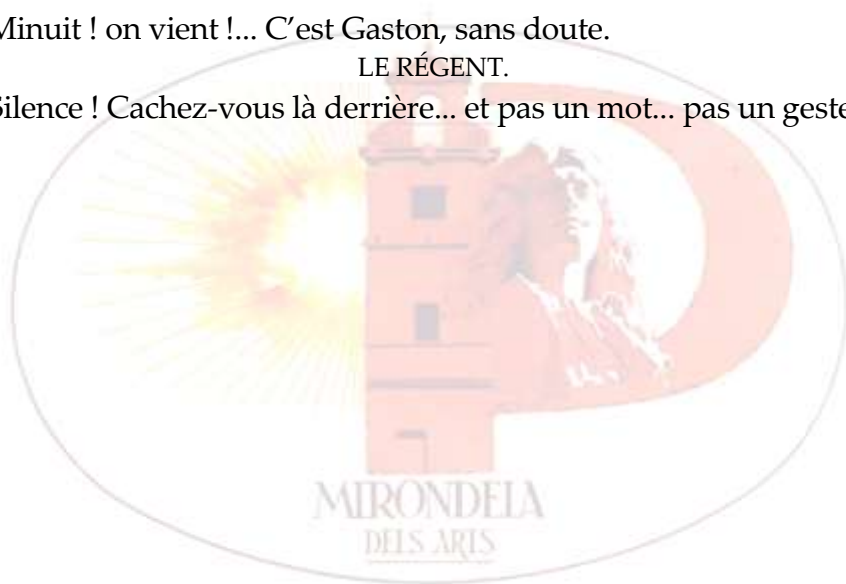 Minuit ! on vient !... C’est Gaston, sans doute.
LE RÉGENT.
Silence ! Cachez-vous là derrière... et pas un mot... pas un geste
MIRONDELA
DELS ARTS